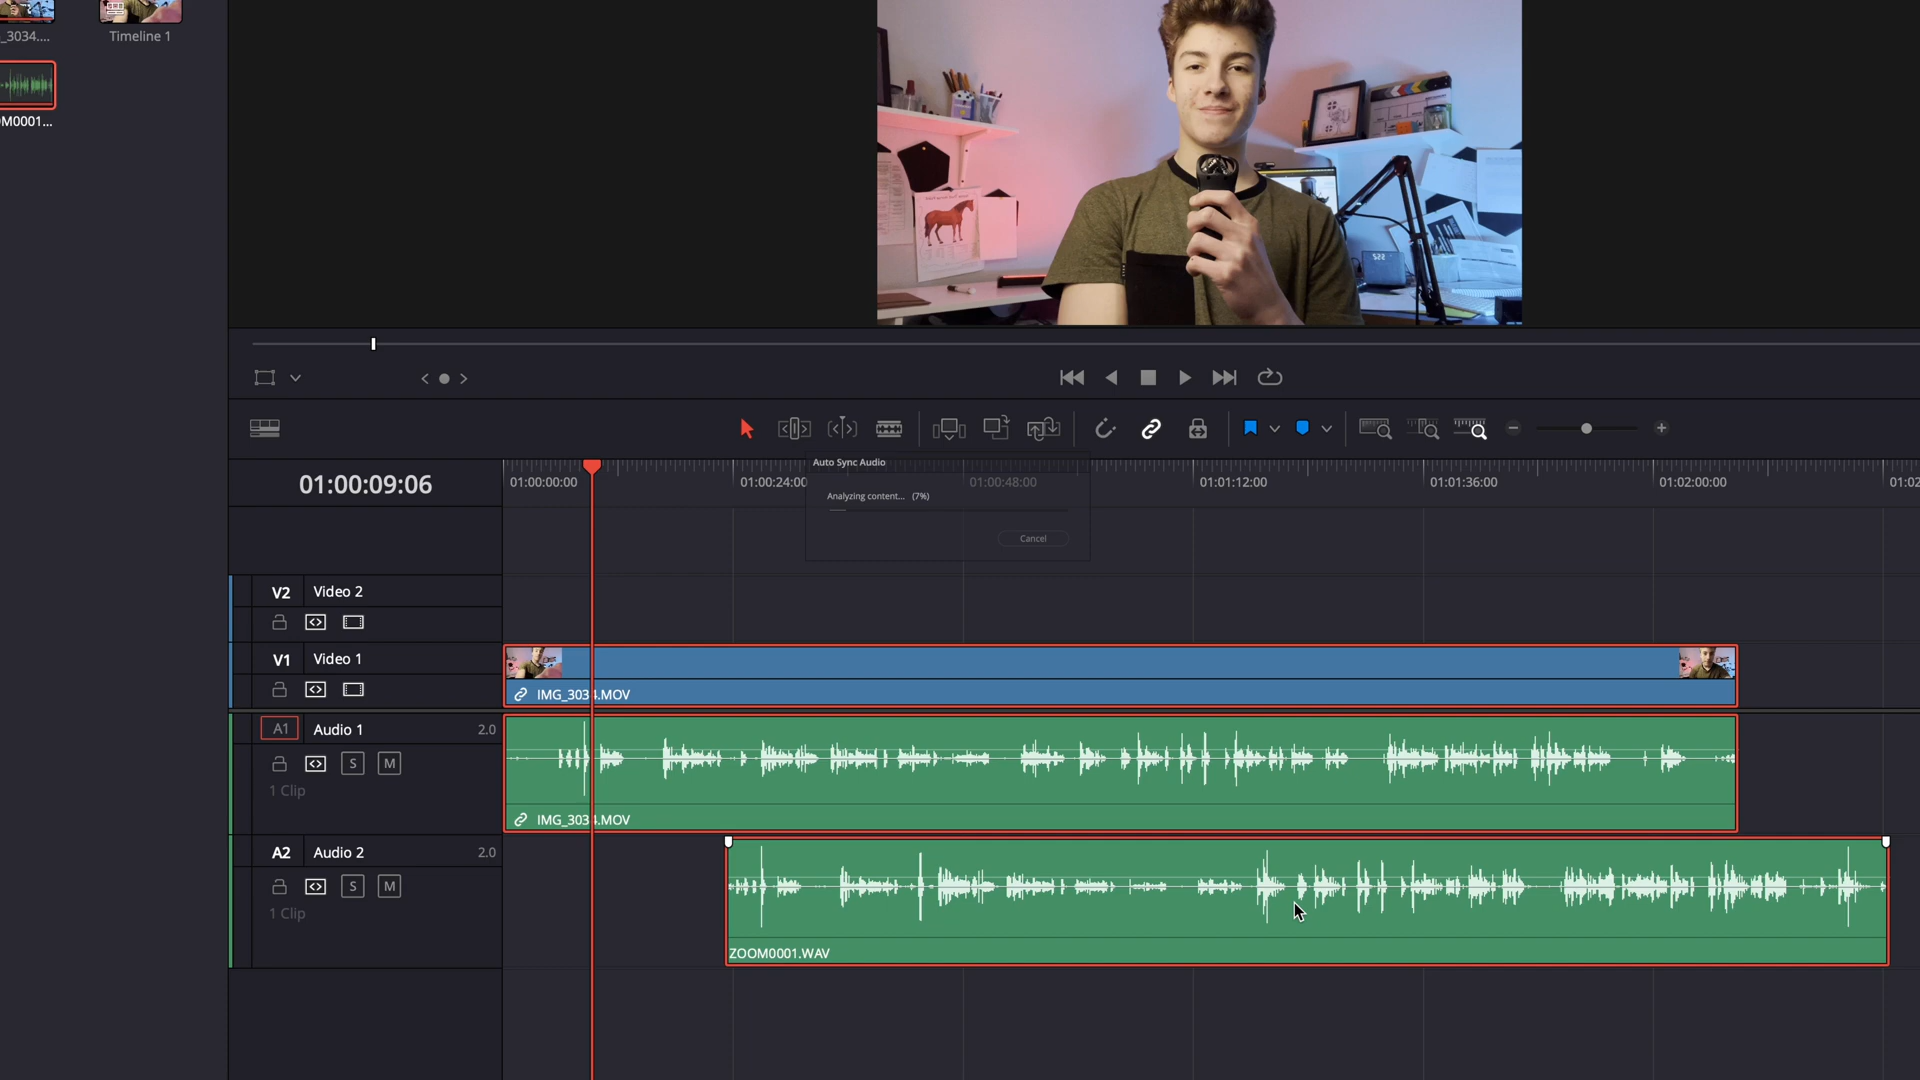 _3034....
Timeline 1
M0001...
01:00:09:06
01:00:00:00
01:00:24:00
01:00:48:00
01:01:12:00
01:01:36:00
01:02:00:00
01:02
Auto Sync Audio
Analyzing content... (7%)
Cancel
V2 Video 2
V1 Video 1
IMG_3034.MOV
A1 Audio 1 2.0
S M
1 Clip
IMG_3034.MOV
A2 Audio 2 2.0
S M
1 Clip
ZOOM0001.WAV